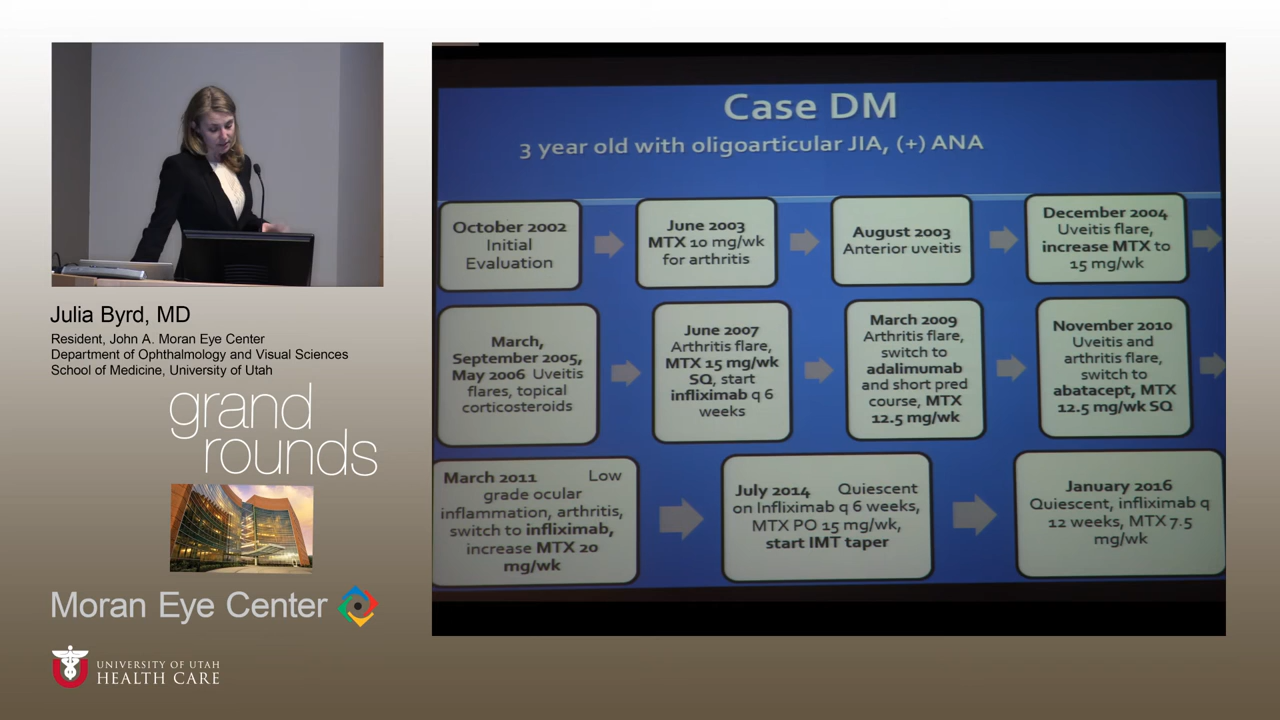 Case DM
3 year old with oligoarticular JIA, (+) ANA
October 2002
Initial
Evaluation
June 2003
MTX 10 mg/wk
for arthritis
August 2003
Anterior uveitis
December 2004
Uveitis flare,
increase MTX to
15 mg/wk
March,
September 2005,
May 2006 Uveitis
flares, topical
corticosteroids
June 2007
Arthritis flare,
MTX 15 mg/wk
SQ, start
infliximab q 6
weeks
March 2009
Arthritis flare,
switch to
adalimumab
and short pred
course, MTX
12.5 mg/wk
November 2010
Uveitis and
arthritis flare,
switch to
abatacept, MTX
12.5 mg/wk SQ
March 2011 Low
grade ocular
inflammation, arthritis,
switch to infliximab,
increase MTX 20
mg/wk
July 2014 Quiescent
on Infliximab q 6 weeks,
MTX PO 15 mg/wk,
start IMT taper
January 2016
Quiescent, infliximab q
12 weeks, MTX 7.5
mg/wk
Julia Byrd, MD
Resident, John A. Moran Eye Center
Department of Ophthalmology and Visual Sciences
School of Medicine, University of Utah
grand
rounds
Moran Eye Center
UNIVERSITY OF UTAH
HEALTH CARE